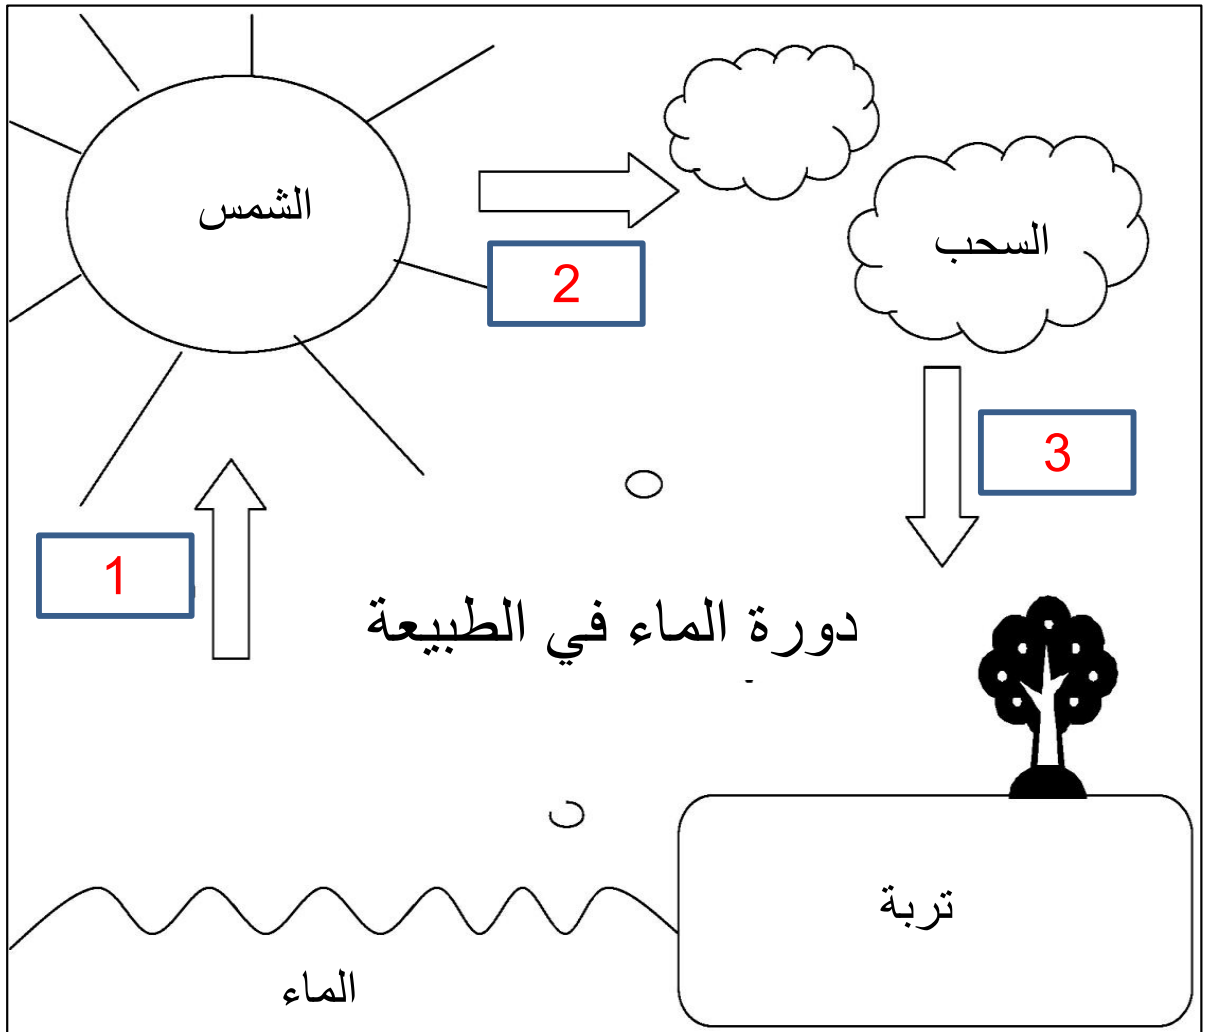 الشمس
السحب
2
3
1
دورة الماء في الطبيعة
تربة
الماء